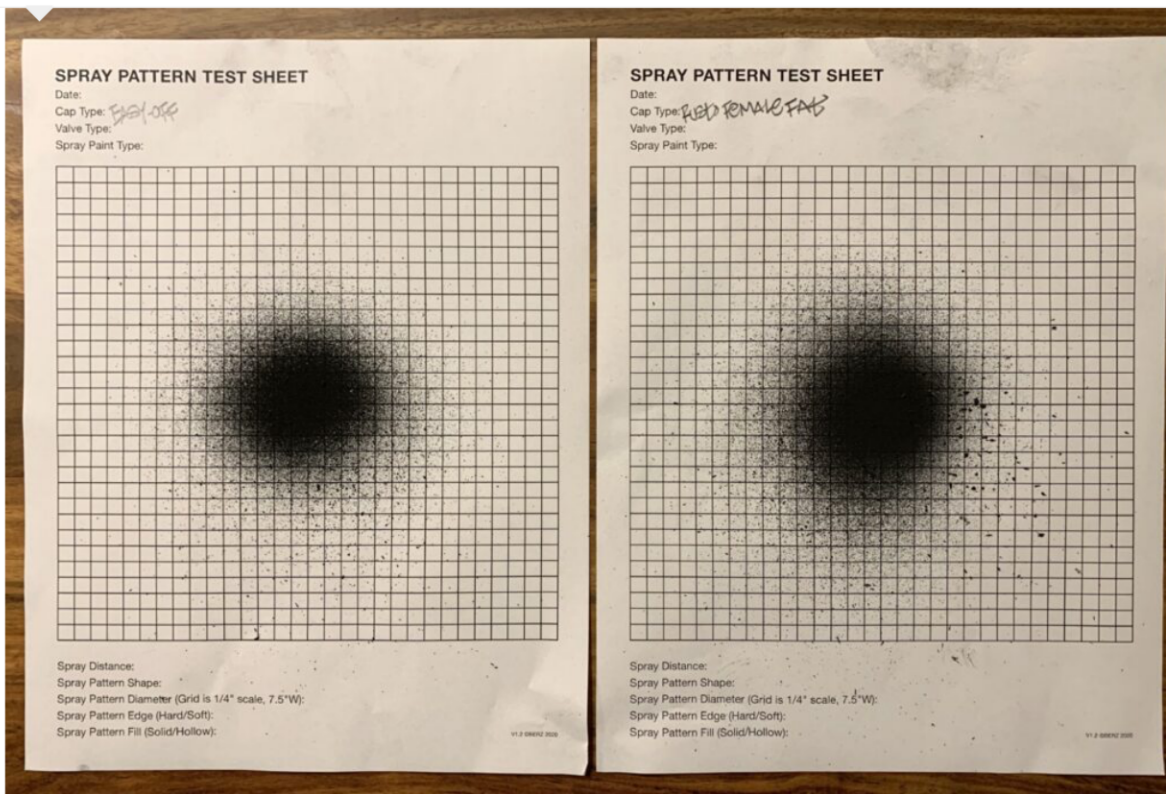 SPRAY PATTERN TEST SHEET
Date:
Cap Type: EASY-OFF
Valve Type:
Spray Paint Type:
Spray Distance:
Spray Pattern Shape:
Spray Pattern Diameter (Grid is 1/4" scale, 7.5"W):
Spray Pattern Edge (Hard/Soft):
Spray Pattern Fill (Solid/Hollow):
SPRAY PATTERN TEST SHEET
Date:
Cap Type: RED FEMALE FAT
Valve Type:
Spray Paint Type:
Spray Distance:
Spray Pattern Shape:
Spray Pattern Diameter (Grid is 1/4" scale, 7.5"W):
Spray Pattern Edge (Hard/Soft):
Spray Pattern Fill (Solid/Hollow):